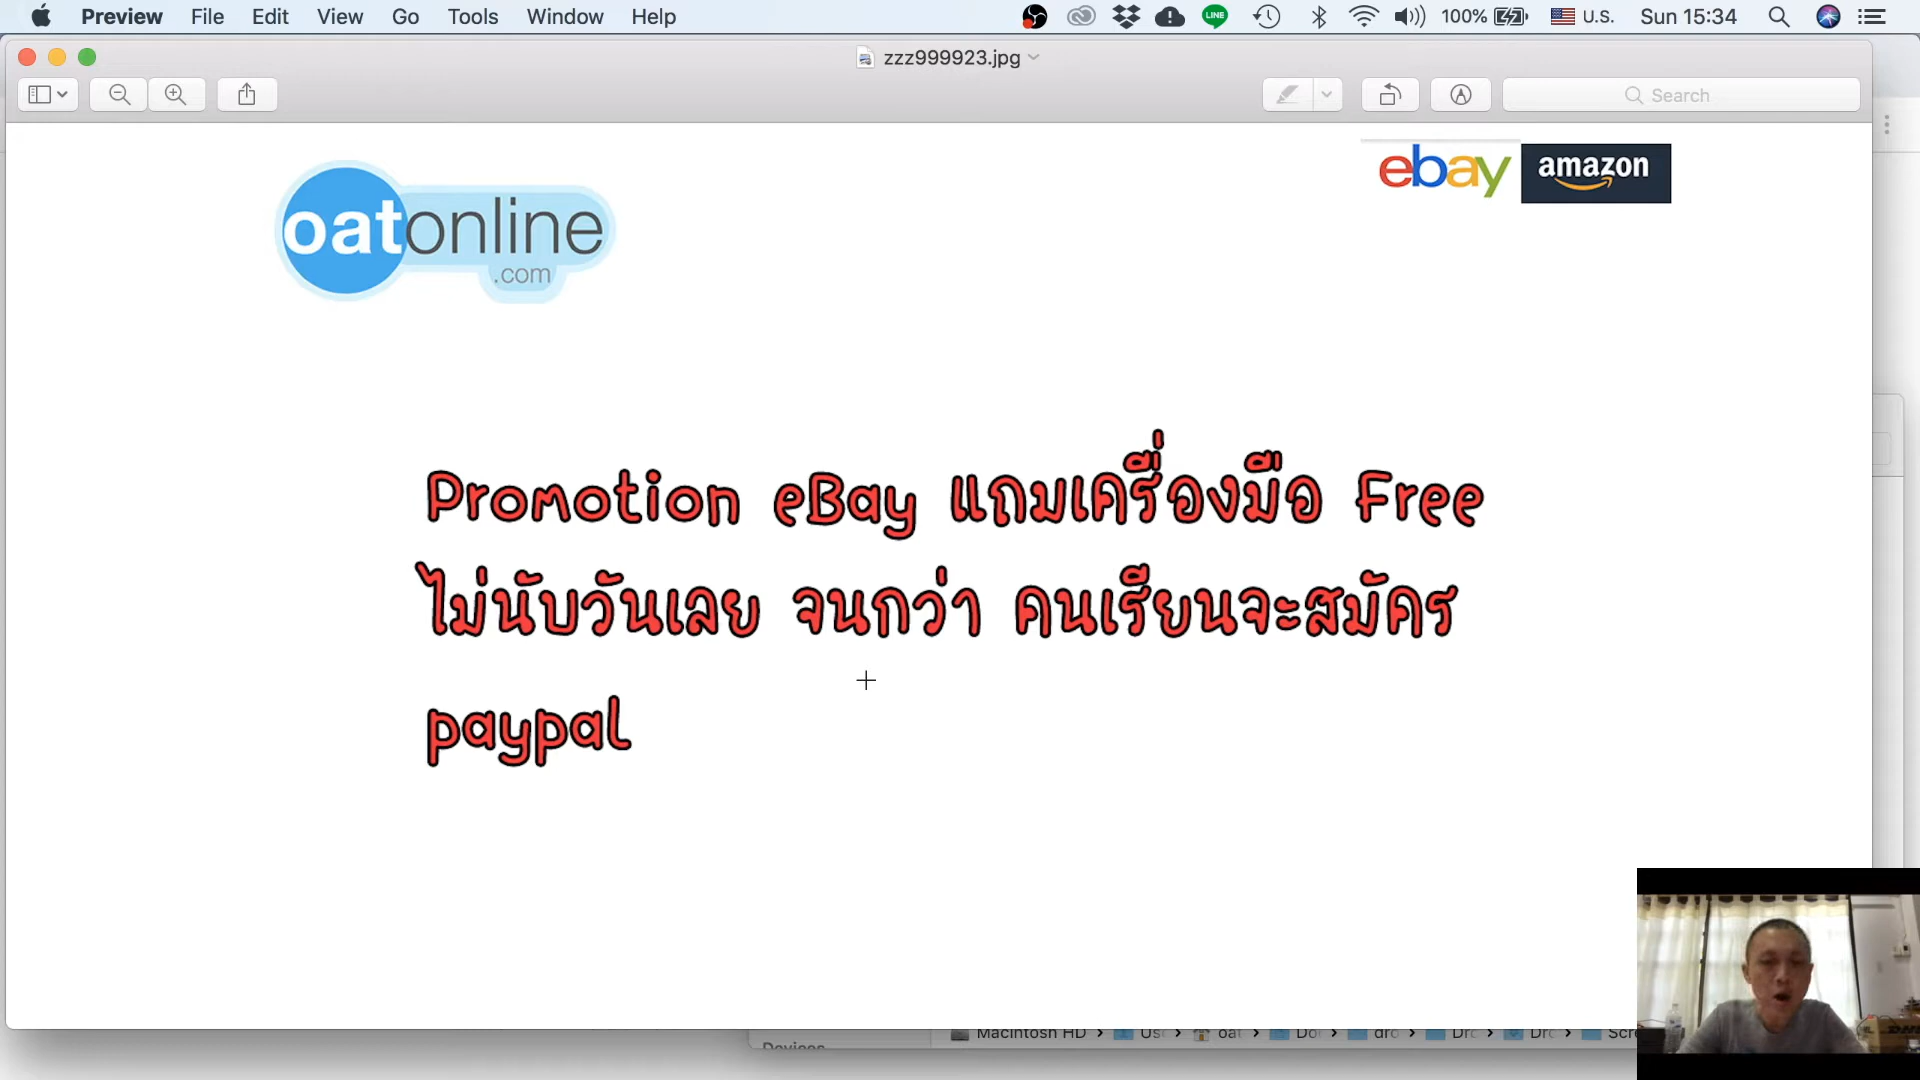 Preview File Edit View Go Tools Window Help LINE 100% U.S. Sun 15:34
zzz999923.jpg
Search
oatonline
.com
ebay amazon
Promotion eBay แถมเครื่องมือ Free
ไม่นับวันเลย จนกว่า คนเรียนจะสมัคร
paypal
Macintosh HD
Devices